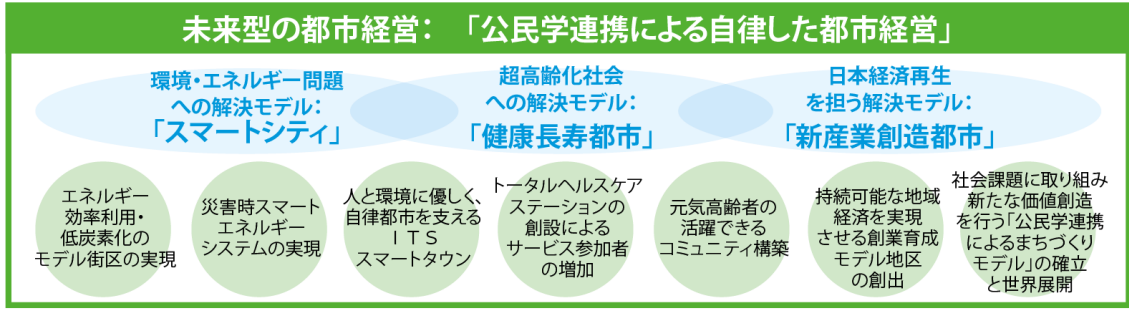 未来型の都市経営：「公民学連携による自律した都市経営」
環境・エネルギー問題
への解決モデル：
「スマートシティ」
超高齢化社会
への解決モデル：
「健康長寿都市」
日本経済再生
を担う解決モデル：
「新産業創造都市」
エネルギー
効率利用・
低炭素化の
モデル街区の実現
災害時スマート
エネルギー
システムの実現
人と環境に優しく、
自律都市を支える
ＩＴＳ
スマートタウン
トータルヘルスケア
ステーションの
創設による
サービス参加者
の増加
元気高齢者の
活躍できる
コミュニティ構築
持続可能な地域
経済を実現
させる創業育成
モデル地区
の創出
社会課題に取り組み
新たな価値創造
を行う「公民学連携
によるまちづくり
モデル」の確立
と世界展開